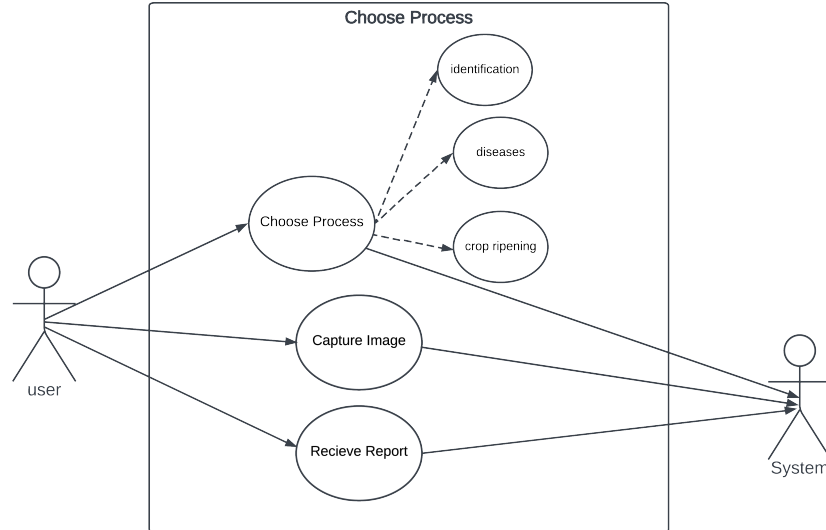 Choose Process
identification
diseases
Choose Process
crop ripening
Capture Image
user
Recieve Report
System